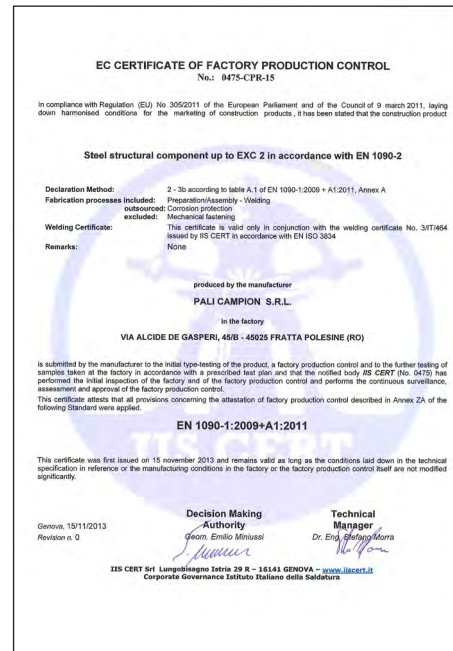 EC CERTIFICATE OF FACTORY PRODUCTION CONTROL
No.: 0475-CPR-15
In compliance with Regulation (EU) No 305/2011 of the European Parliament and of the Council of 9 march 2011, laying
down harmonised conditions for the marketing of construction products , it has been stated that the construction product
Steel structural component up to EXC 2 in accordance with EN 1090-2
Declaration Method: 2 - 3b according to table A.1 of EN 1090-1:2009 + A1:2011, Annex A
Fabrication processes included: Preparation/Assembly - Welding
outsourced: Corrosion protection
excluded: Mechanical fastening
Welding Certificate: This certificate is valid only in conjunction with the welding certificate No. 3/IT/464
issued by IIS CERT in accordance with EN ISO 3834
Remarks: None
produced by the manufacturer
PALI CAMPION S.R.L.
in the factory
VIA ALCIDE DE GASPERI, 45/B - 45025 FRATTA POLESINE (RO)
is submitted by the manufacturer to the initial type-testing of the product, a factory production control and to the further testing of
samples taken at the factory in accordance with a prescribed test plan and that the notified body IIS CERT (No. 0475) has
performed the initial inspection of the factory and of the factory production control and performs the continuous surveillance,
assessment and approval of the factory production control.
This certificate attests that all provisions concerning the attestation of factory production control described in Annex ZA of the
following Standard were applied.
EN 1090-1:2009+A1:2011
IIS CERT
This certificate was first issued on 15 november 2013 and remains valid as long as the conditions laid down in the technical
specification in reference or the manufacturing conditions in the factory or the factory production control itself are not modified
significantly.
Decision Making Technical
Genova, 15/11/2013 Authority Manager
Revision n. 0 Geom. Emilio Miniussi Dr. Eng. Stefano Morra
IIS CERT Srl Lungobisagno Istria 29 R – 16141 GENOVA – www.iiscert.it
Corporate Governance Istituto Italiano della Saldatura